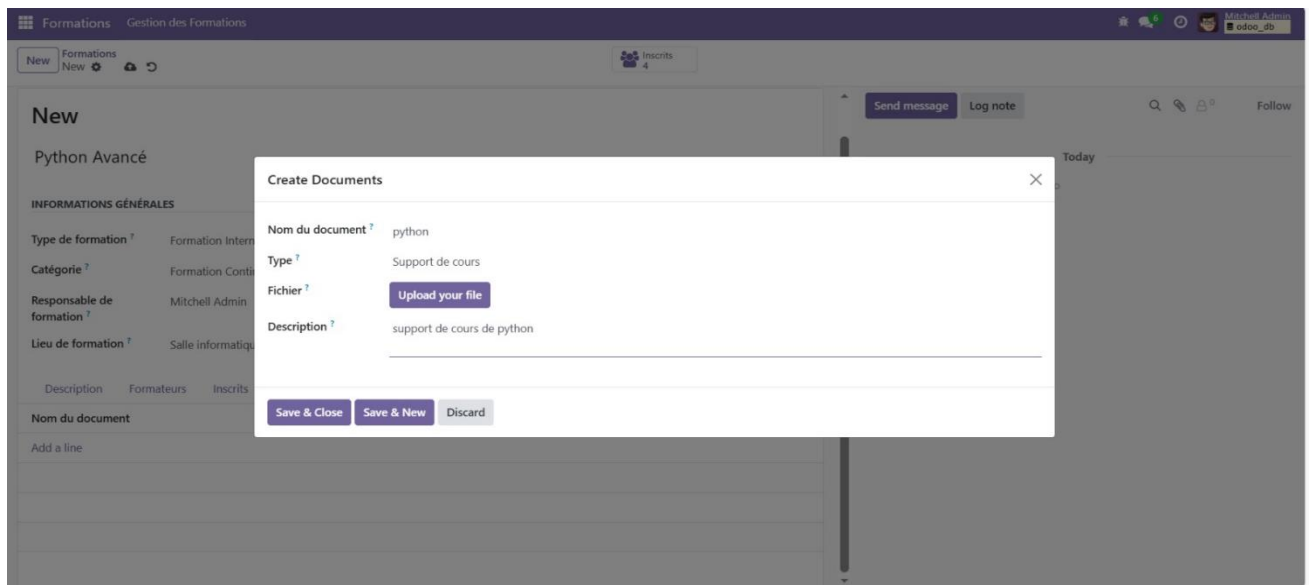 Formations Gestion des Formations 6 Mitchell Admin
odoo_db
New Formations
New
Inscrits
4
New
Send message Log note 0 Follow
Python Avancé
Today
Create Documents
INFORMATIONS GÉNÉRALES
Nom du document ? python
Type de formation ? Formation Intern
Type ? Support de cours
Catégorie ? Formation Conti
Fichier ? Upload your file
Responsable de
formation ? Mitchell Admin
Description ? support de cours de python
Lieu de formation ? Salle informatiqu
Description Formateurs Inscrits
Save & Close Save & New Discard
Nom du document
Add a line